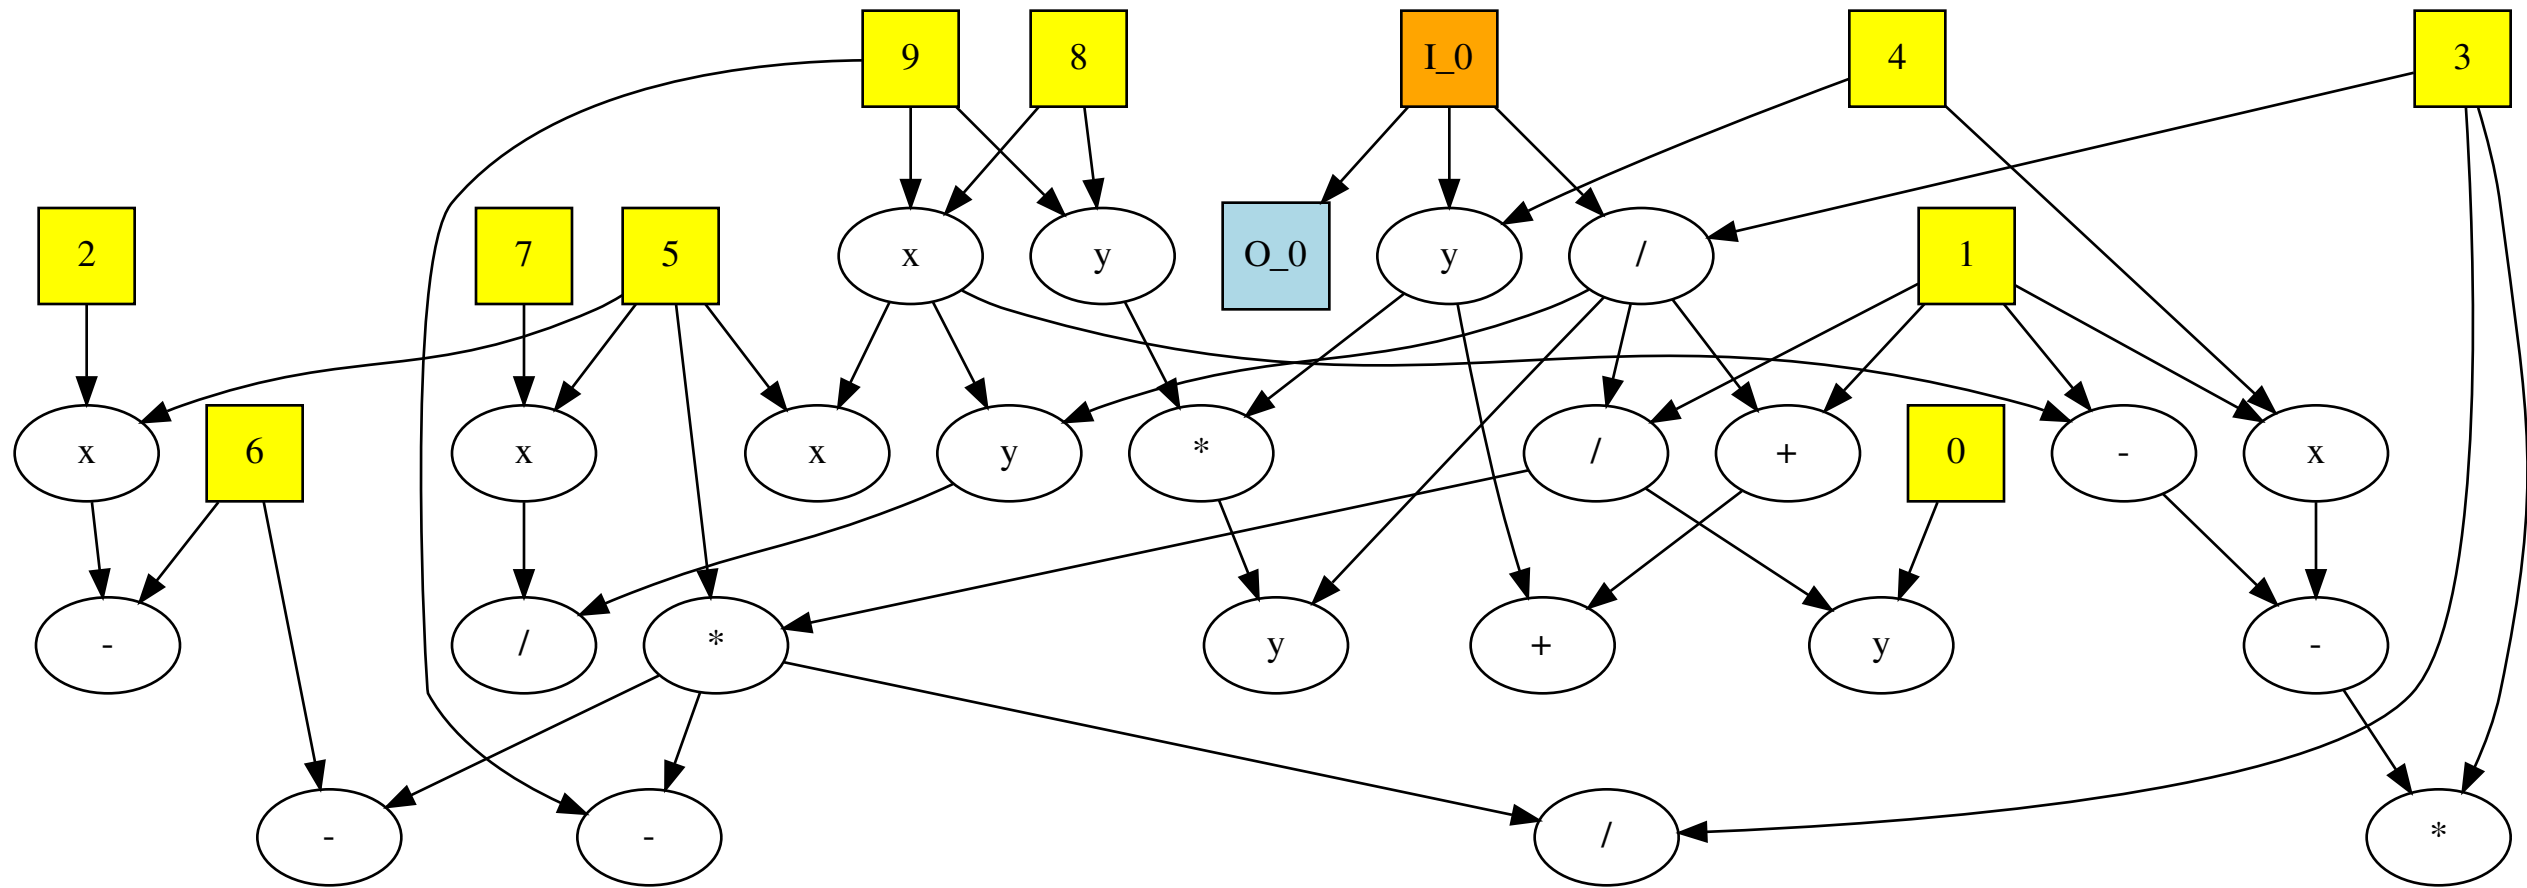 9 8 I_0 4 3
2 7 5 x y O_0 y / 1
x 6 x x y * / + 0 - x
- / * y + y -
- - / *